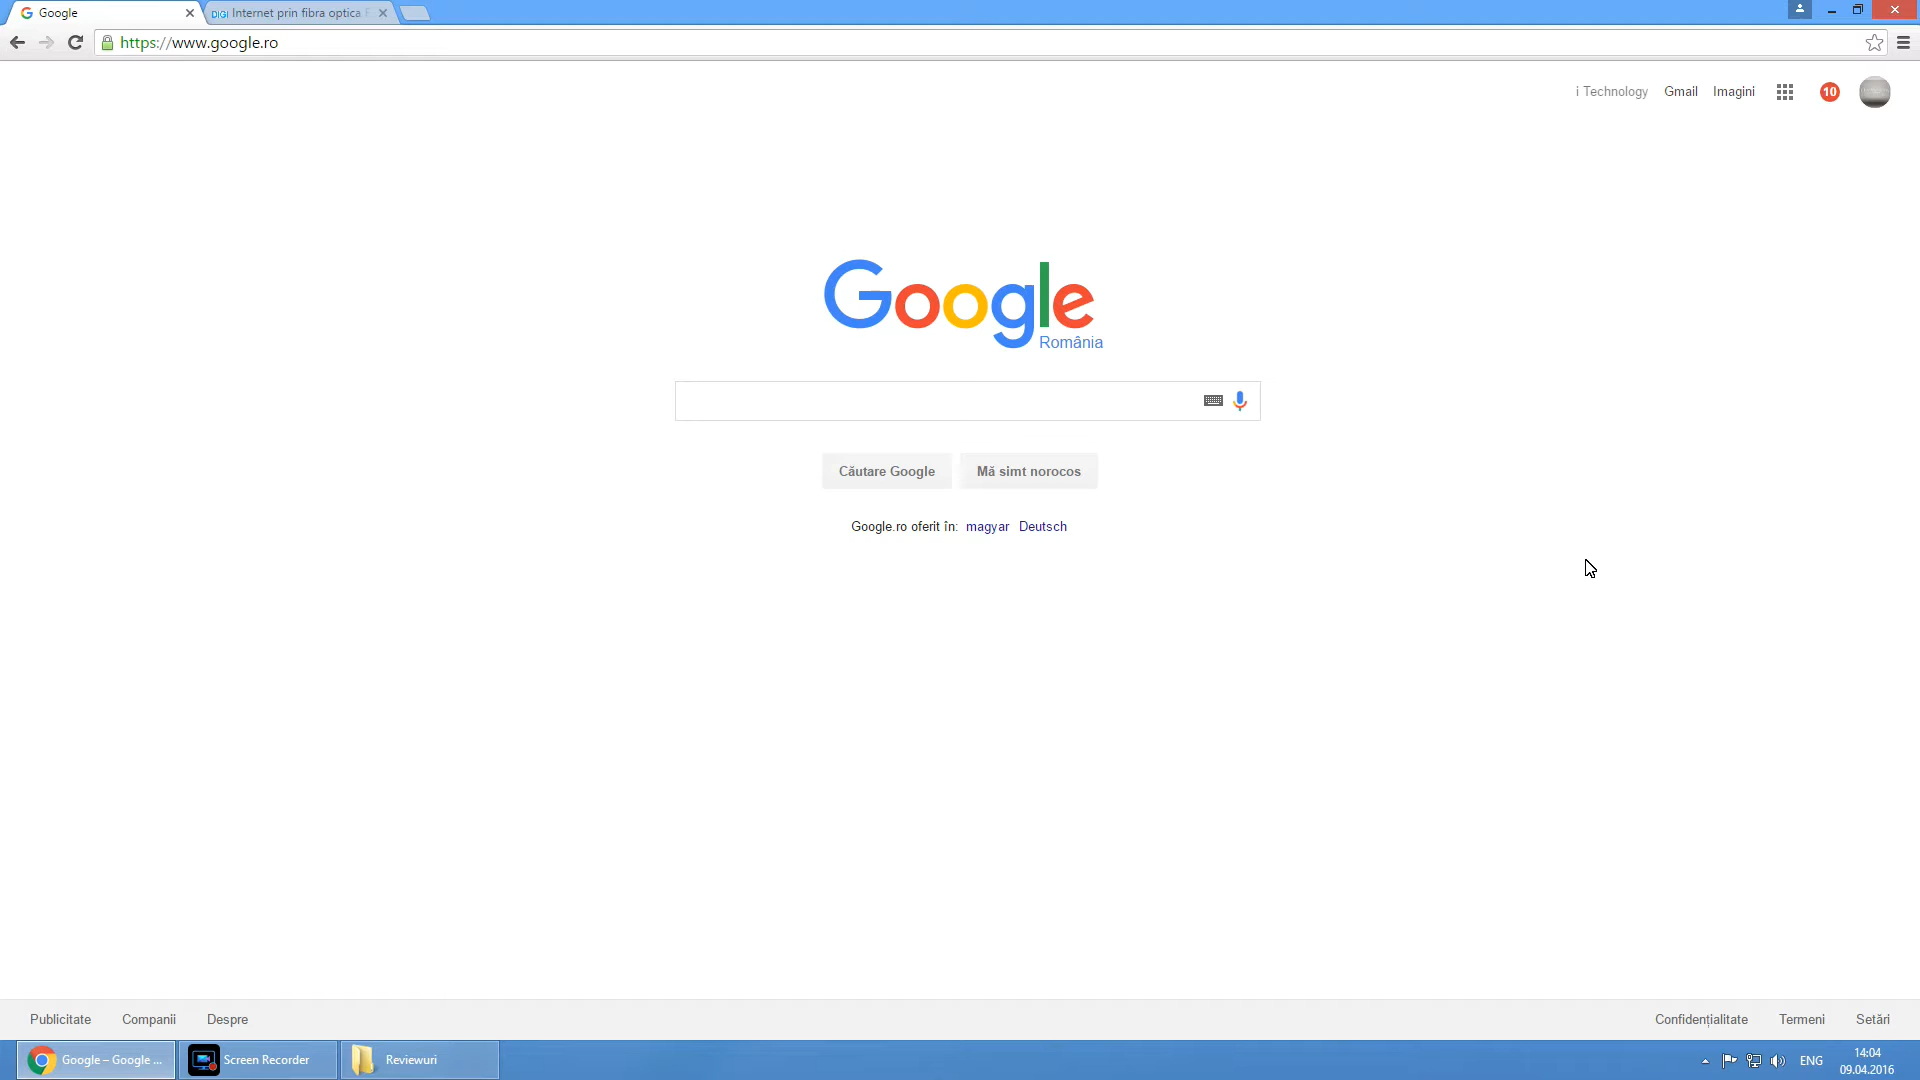 Google
DIGI Internet prin fibra optica
https://www.google.ro
i Technology Gmail Imagini 10
Google
România
Căutare Google Mă simt norocos
Google.ro oferit în: magyar Deutsch
Publicitate Companii Despre Confidențialitate Termeni Setări
Google – Google ... Screen Recorder Reviewuri ENG 14:04
09.04.2016